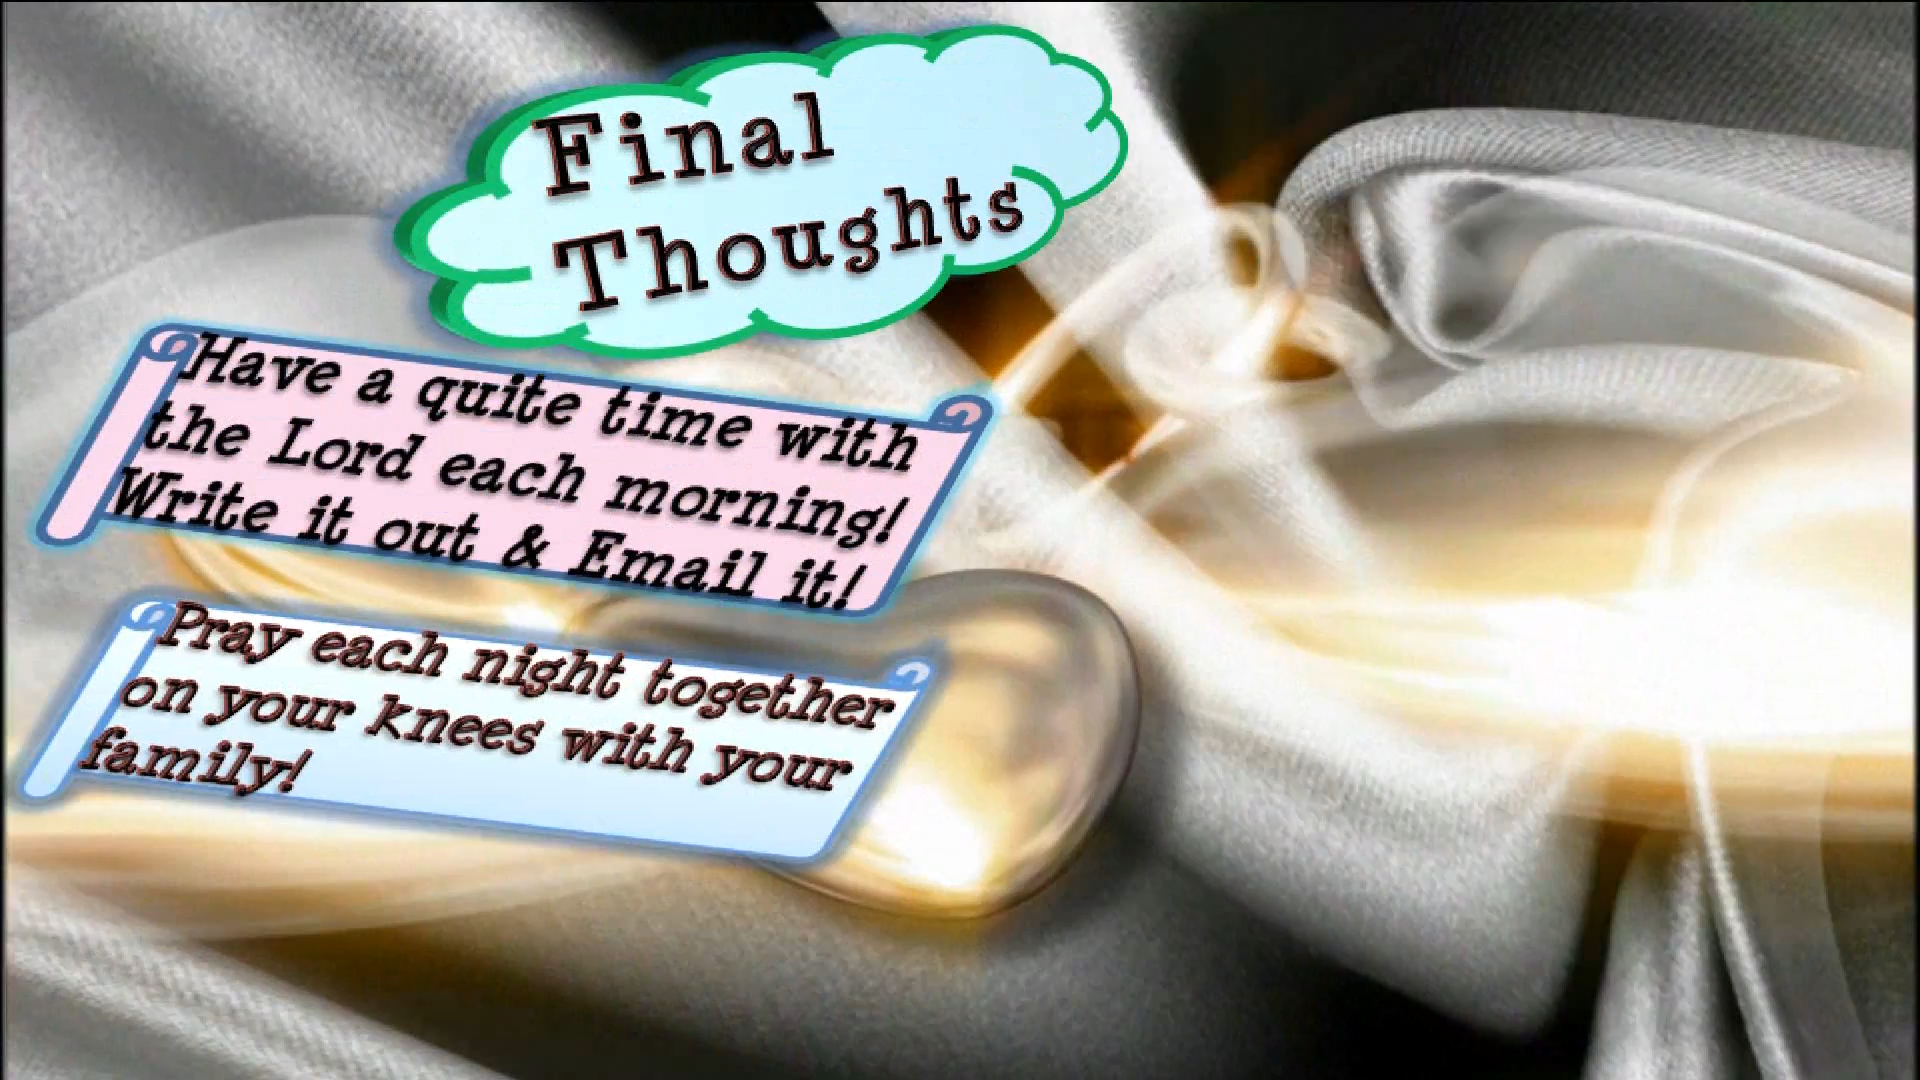 Final
Thoughts
Have a quite time with
the Lord each morning!
Write it out & Email it!
Pray each night together
on your knees with your
family!